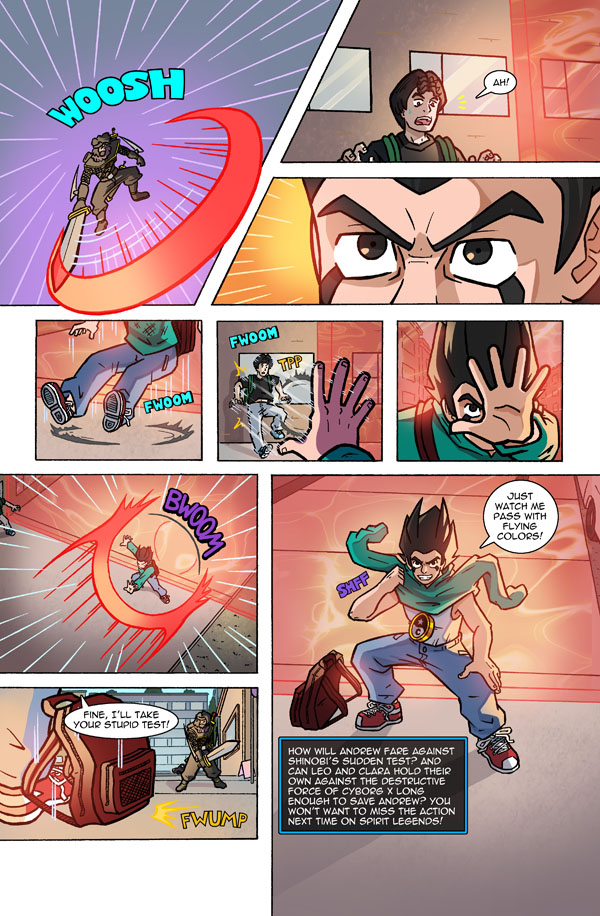 WOOSH
AH!
FWOOM
FWOOM
TPP
BWOOM
FINE, I'LL TAKE
YOUR STUPID TEST!
FWUMP
JUST
WATCH ME
PASS WITH
FLYING
COLORS!
SAFF
HOW WILL ANDREW FARE AGAINST
SHINOBI'S SUDDEN TEST? AND
CAN LEO AND CLARA HOLD THEIR
OWN AGAINST THE DESTRUCTIVE
FORCE OF CYBORG X LONG
ENOUGH TO SAVE ANDREW? YOU
WON'T WANT TO MISS THE ACTION
NEXT TIME ON SPIRIT LEGENDS!